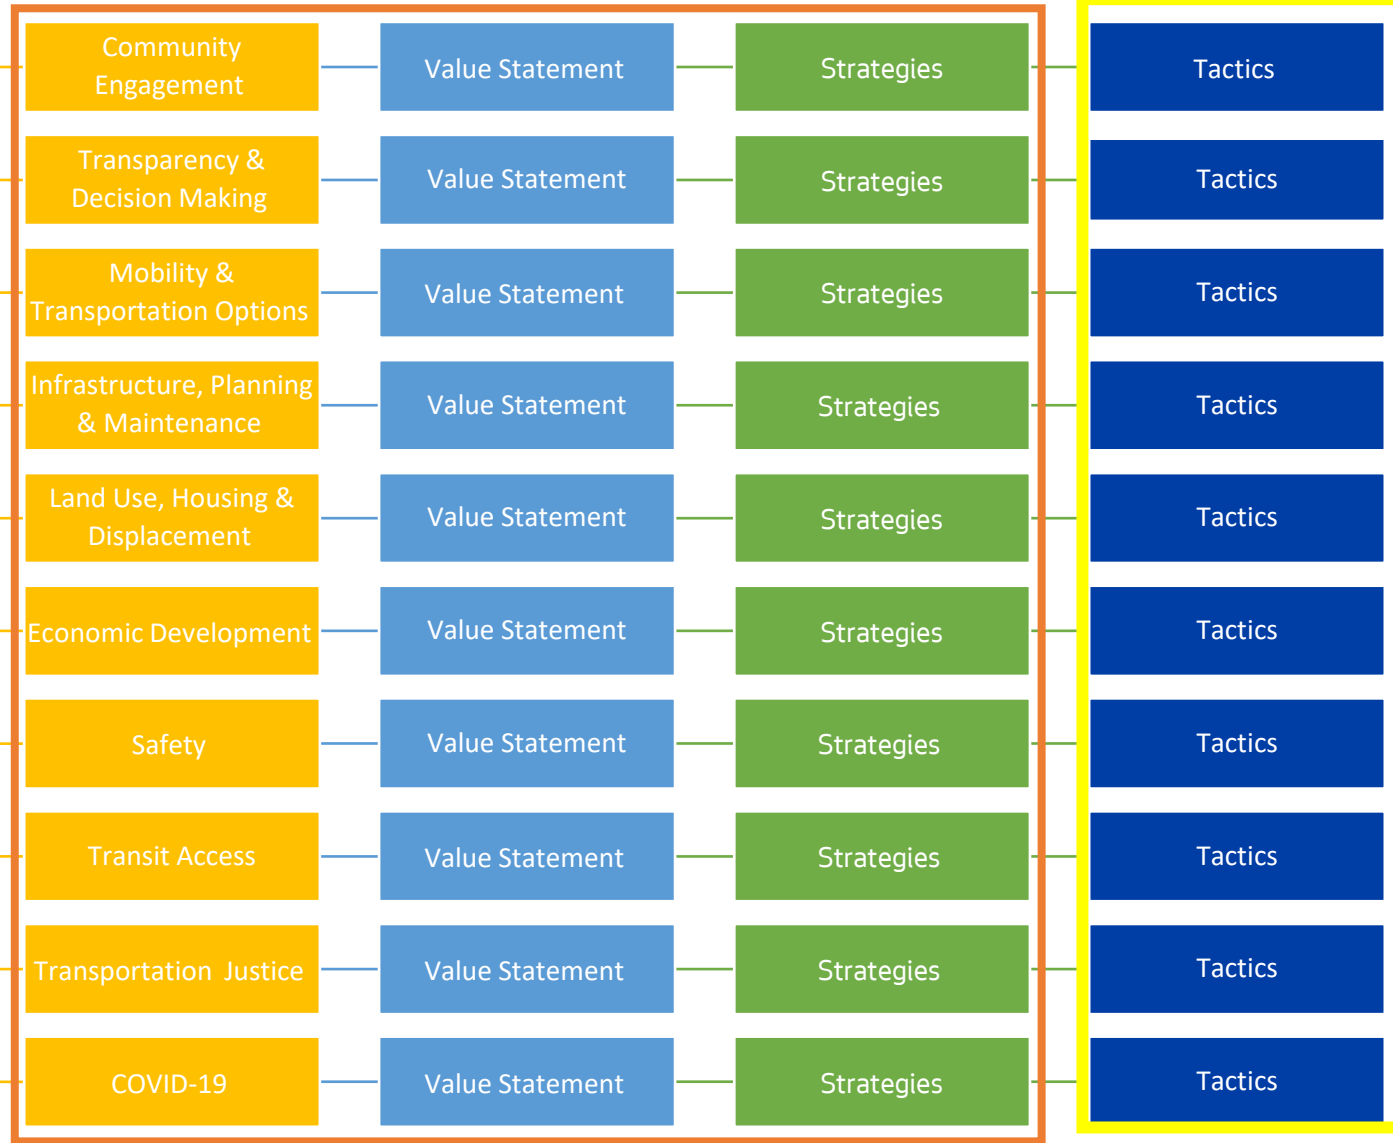 Community
Engagement
Value Statement
Strategies
Tactics
Transparency &
Decision Making
Value Statement
Strategies
Tactics
Mobility &
Transportation Options
Value Statement
Strategies
Tactics
Infrastructure, Planning
& Maintenance
Value Statement
Strategies
Tactics
Land Use, Housing &
Displacement
Value Statement
Strategies
Tactics
Economic Development
Value Statement
Strategies
Tactics
Safety
Value Statement
Strategies
Tactics
Transit Access
Value Statement
Strategies
Tactics
Transportation Justice
Value Statement
Strategies
Tactics
COVID-19
Value Statement
Strategies
Tactics